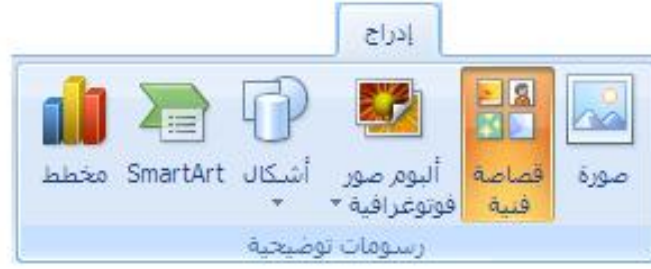 إدراج
صورة
قصاصة
فنية
ألبوم صور
فوتوغرافية
أشكال
SmartArt
مخطط
رسومات توضيحية